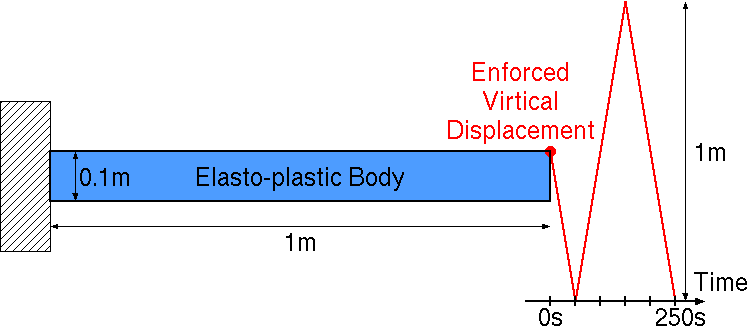 Enforced
Virtical
Displacement
0.1m
Elasto-plastic Body
1m
1m
Time
0s
250s